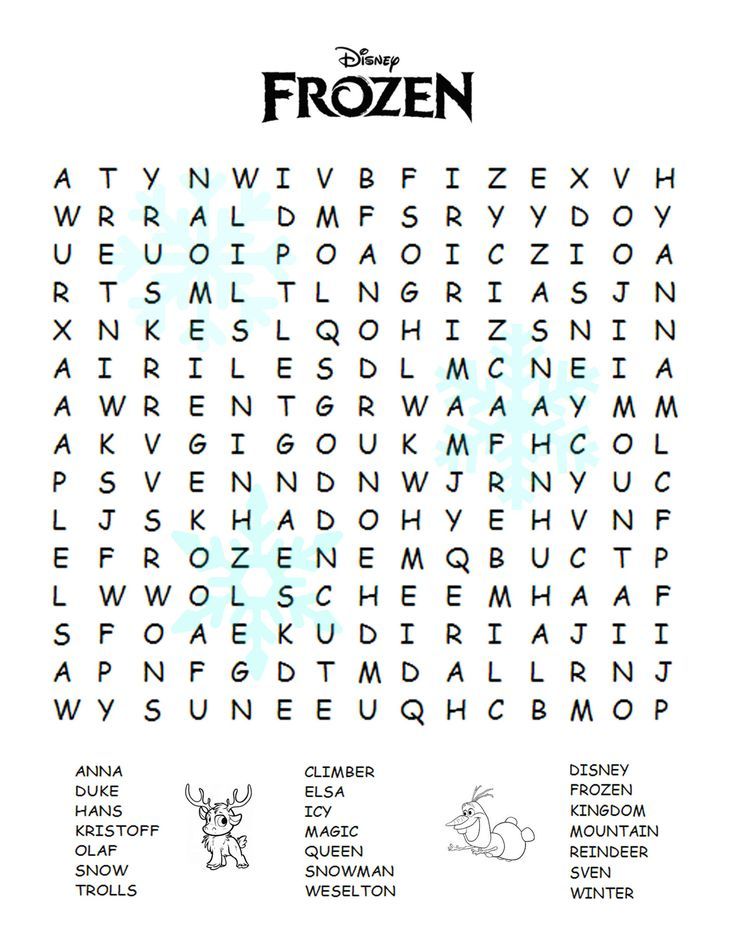 Disney
FROZEN
A T Y N W I V B F I Z E X V H
W R R A L D M F S R Y Y D O Y
U E U O I P O A O I C Z I O A
R T S M L T L N G R I A S J N
X N K E S L Q O H I Z S N I N
A I R I L E S D L M C N E I A
A W R E N T G R W A A A Y M M
A K V G I G O U K M F H C O L
P S V E N N D N W J R N Y U C
L J S K H A D O H Y E H V N F
E F R O Z E N E M Q B U C T P
L W W O L S C H E E M H A A F
S F O A E K U D I R I A J I I
A P N F G D T M D A L L R N J
W Y S U N E E U Q H C B M O P
ANNA CLIMBER DISNEY
DUKE ELSA FROZEN
HANS ICY KINGDOM
KRISTOFF MAGIC MOUNTAIN
OLAF QUEEN REINDEER
SNOW SNOWMAN SVEN
TROLLS WESELTON WINTER